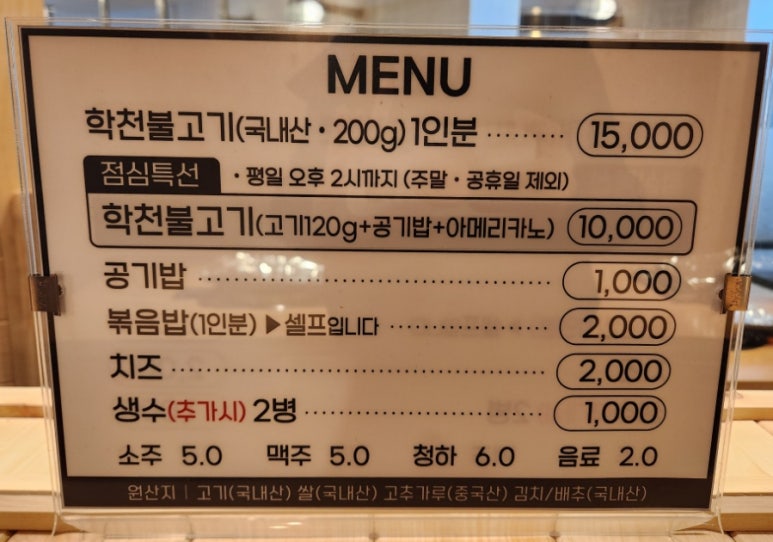 MENU
학천불고기(국내산·200g) 1인분 ········· 15,000
점심특선 ·평일 오후 2시까지 (주말·공휴일 제외)
학천불고기(고기120g+공기밥+아메리카노) 10,000
공기밥 ········· 1,000
볶음밥(1인분) ▶셀프입니다 ········· 2,000
치즈 ········· 2,000
생수(추가시) 2병 ········· 1,000
소주 5.0 맥주 5.0 청하 6.0 음료 2.0
원산지 | 고기(국내산) 쌀(국내산) 고추가루(중국산) 김치/배추(국내산)